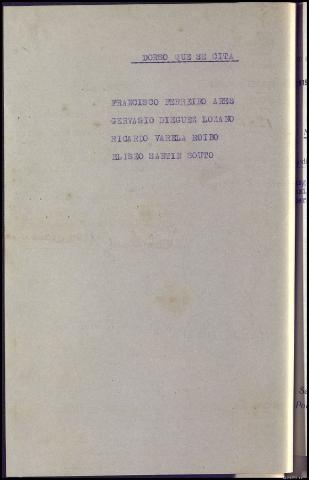 DORSO QUE SE CITA
FRANCISCO FERREIRO ARES
GERVASIO DIEGUEZ LOZANO
RICARDO VARELA ROIBO
ELISEO SANTIN SOUTO